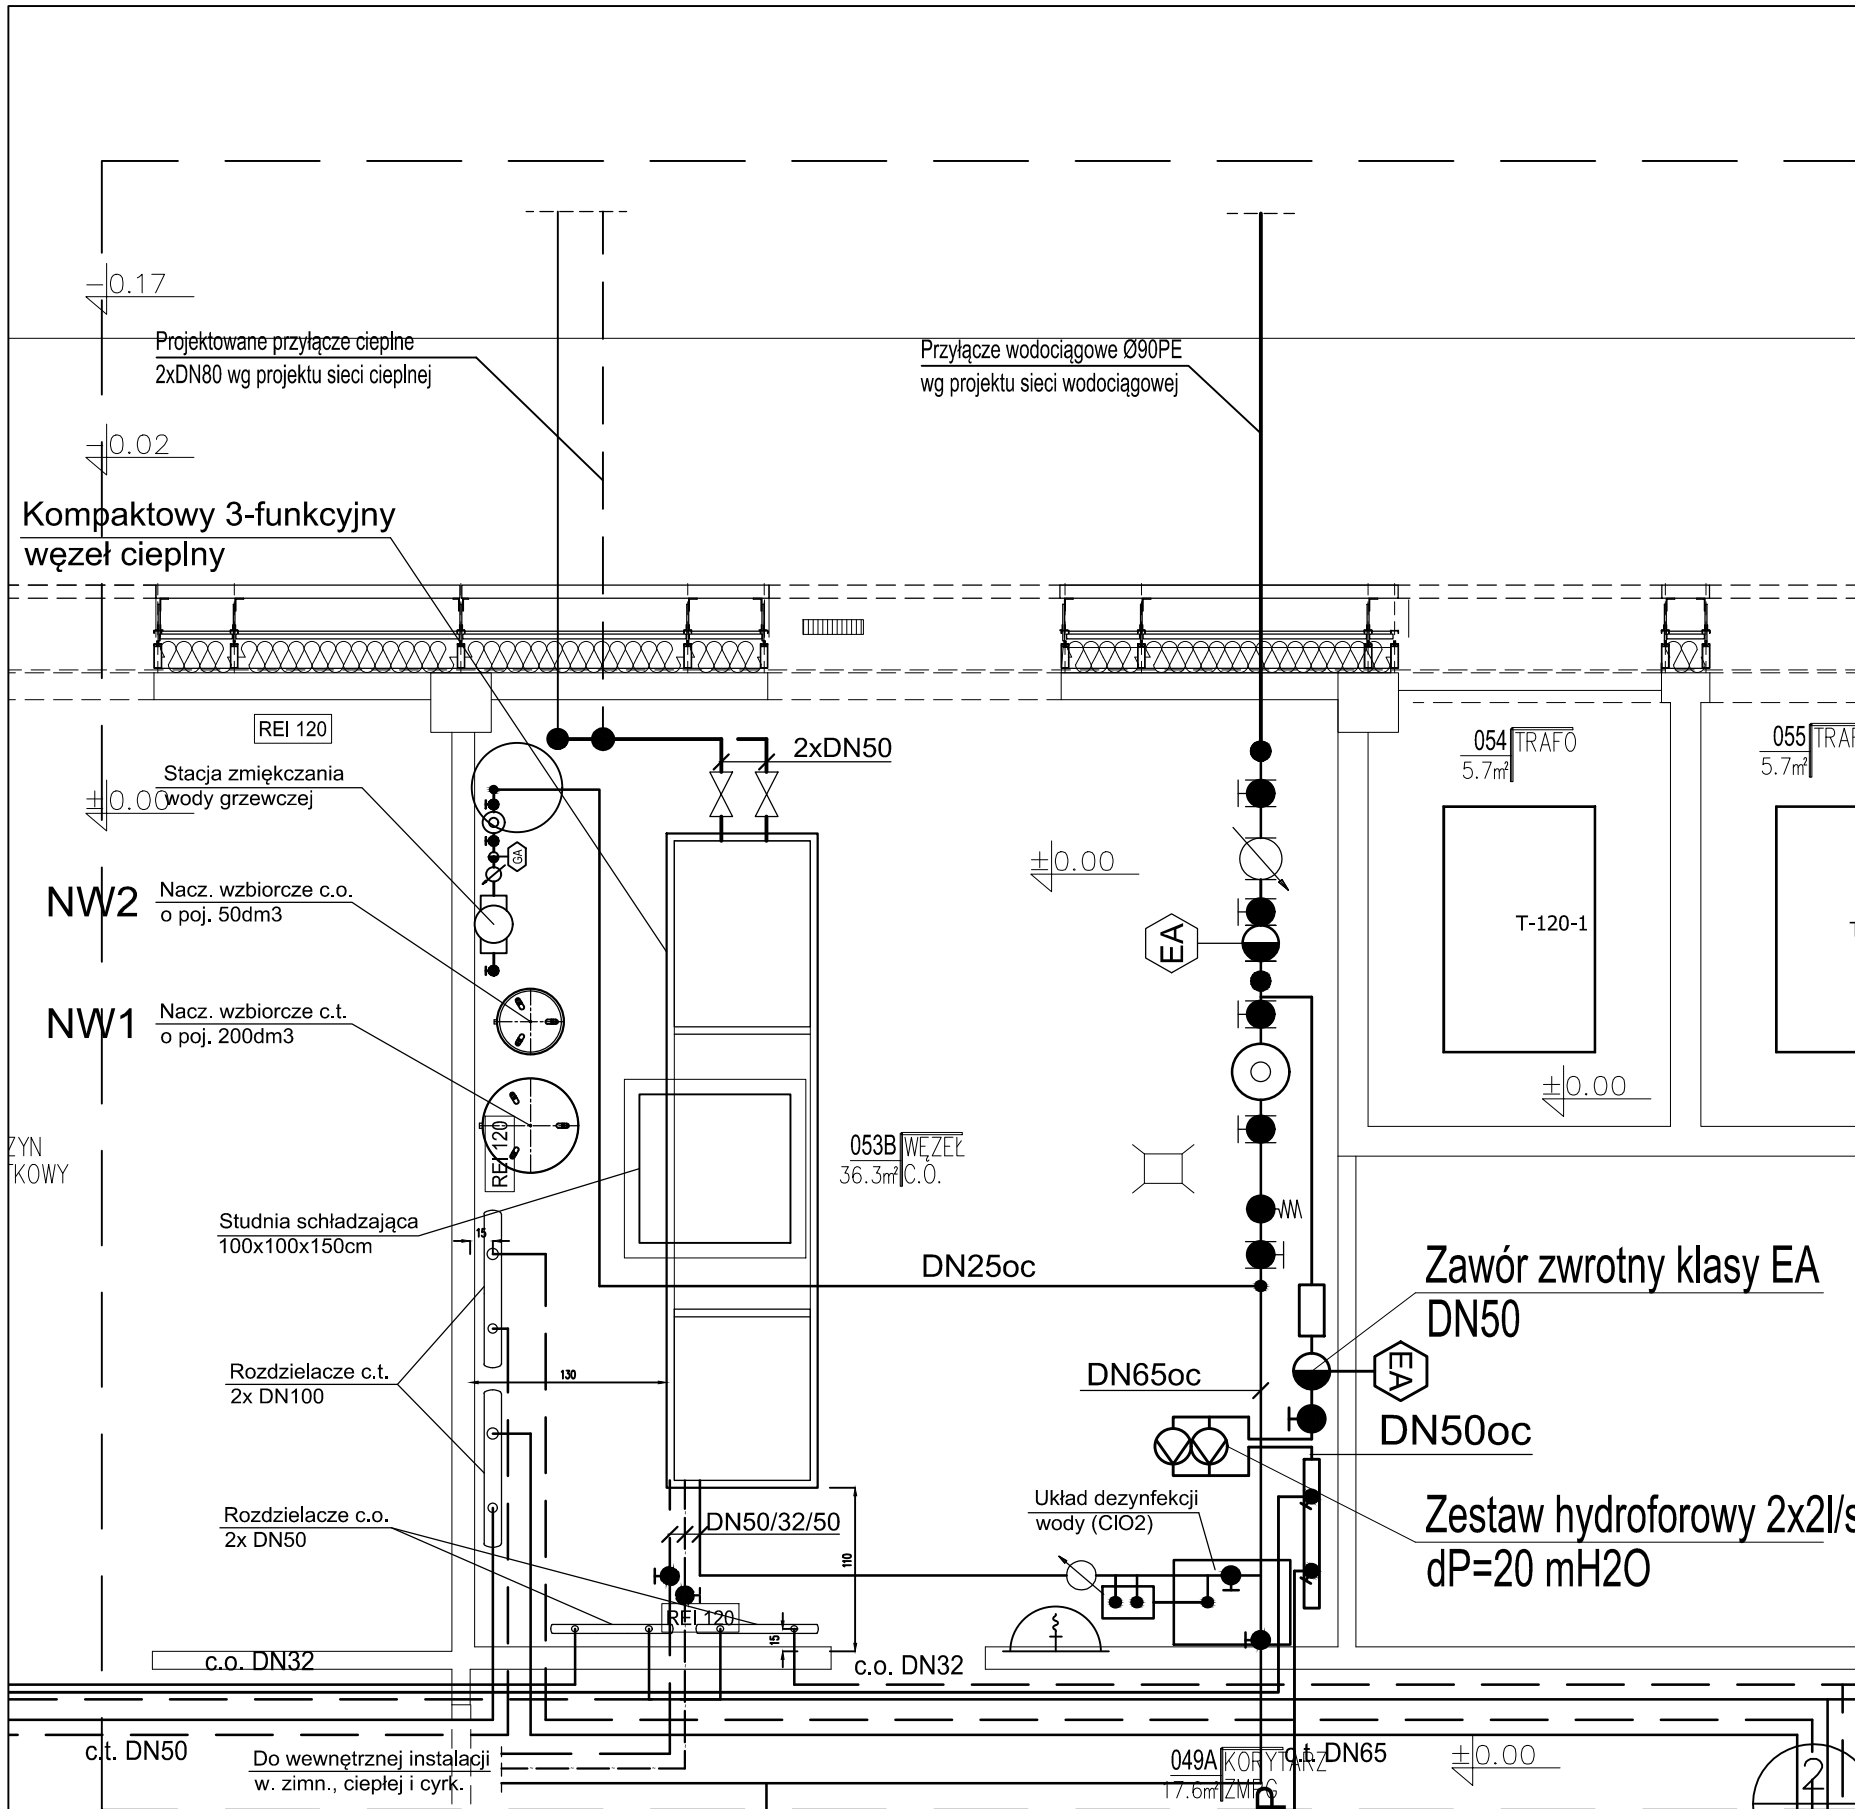 -0.17
Projektowane przyłącze cieplne
2xDN80 wg projektu sieci cieplnej
Przyłącze wodociągowe Ø90PE
wg projektu sieci wodociągowej
-0.02
Kompaktowy 3-funkcyjny
węzeł cieplny
REI 120
2xDN50
054 TRAFO
5.7m²
055
5.7m²
Stacja zmiękczania
wody grzewczej
±0.00
GA
±0.00
NW2
Nacz. wzbiorcze c.o.
o poj. 50dm3
EA
T-120-1
NW1
Nacz. wzbiorcze c.t.
o poj. 200dm3
±0.00
REI 120
053B WĘZEŁ
36.3m² C.O.
KOWY
Studnia schładzająca
100x100x150cm
15
DN25oc
Zawór zwrotny klasy EA
DN50
Rozdzielacze c.t.
2x DN100
130
DN65oc
EA
DN50oc
Rozdzielacze c.o.
2x DN50
DN50/32/50
Układ dezynfekcji
wody (ClO2)
Zestaw hydroforowy 2x2l/s
dP=20 mH2O
110
REI 120
15
c.o. DN32
c.o. DN32
c.t. DN50
Do wewnętrznej instalacji
w. zimn., ciepłej i cyrk.
049A KORYTARZ
17.6m²
c.t. DN65
±0.00
2